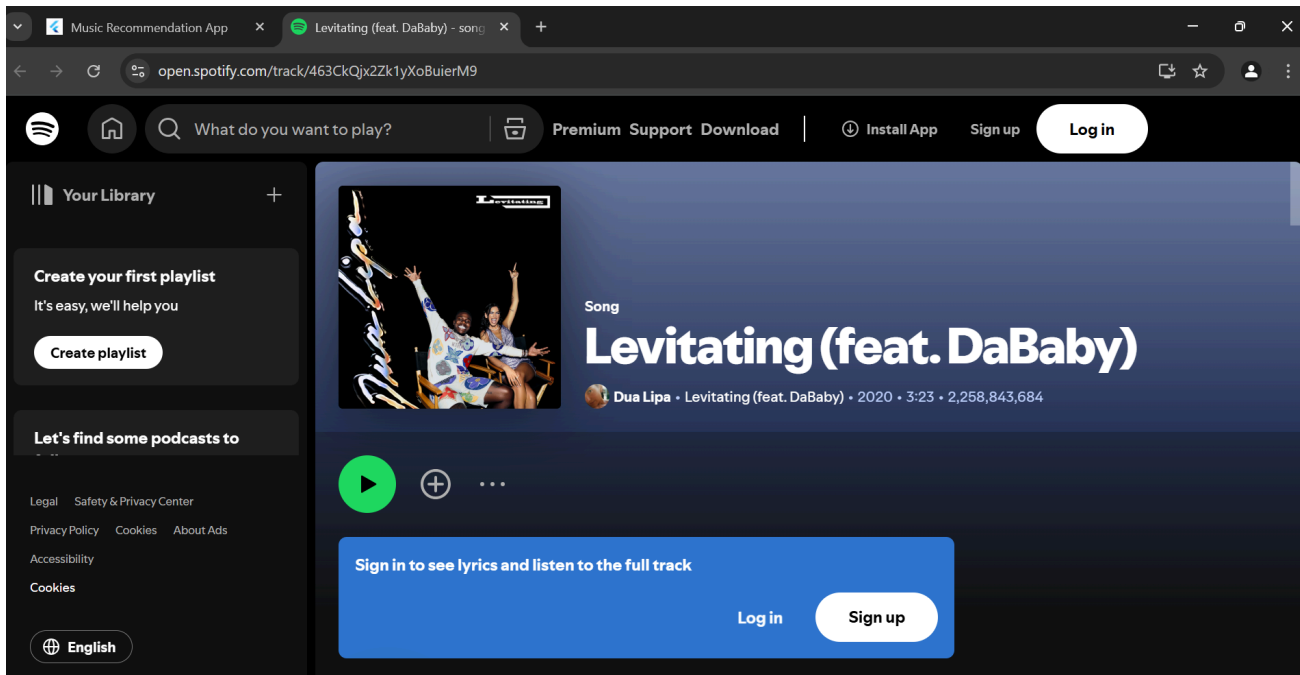 Music Recommendation App
Levitating (feat. DaBaby) - song
open.spotify.com/track/463CkQjx2Zk1yXoBuierM9
What do you want to play?
Premium Support Download
Install App
Sign up
Log in
Your Library
Create your first playlist
It's easy, we'll help you
Create playlist
Let's find some podcasts to
Legal Safety & Privacy Center
Privacy Policy Cookies About Ads
Accessibility
Cookies
English
Levitating
Dua Lipa
Song
Levitating (feat. DaBaby)
Dua Lipa • Levitating (feat. DaBaby) • 2020 • 3:23 • 2,258,843,684
Sign in to see lyrics and listen to the full track
Log in
Sign up